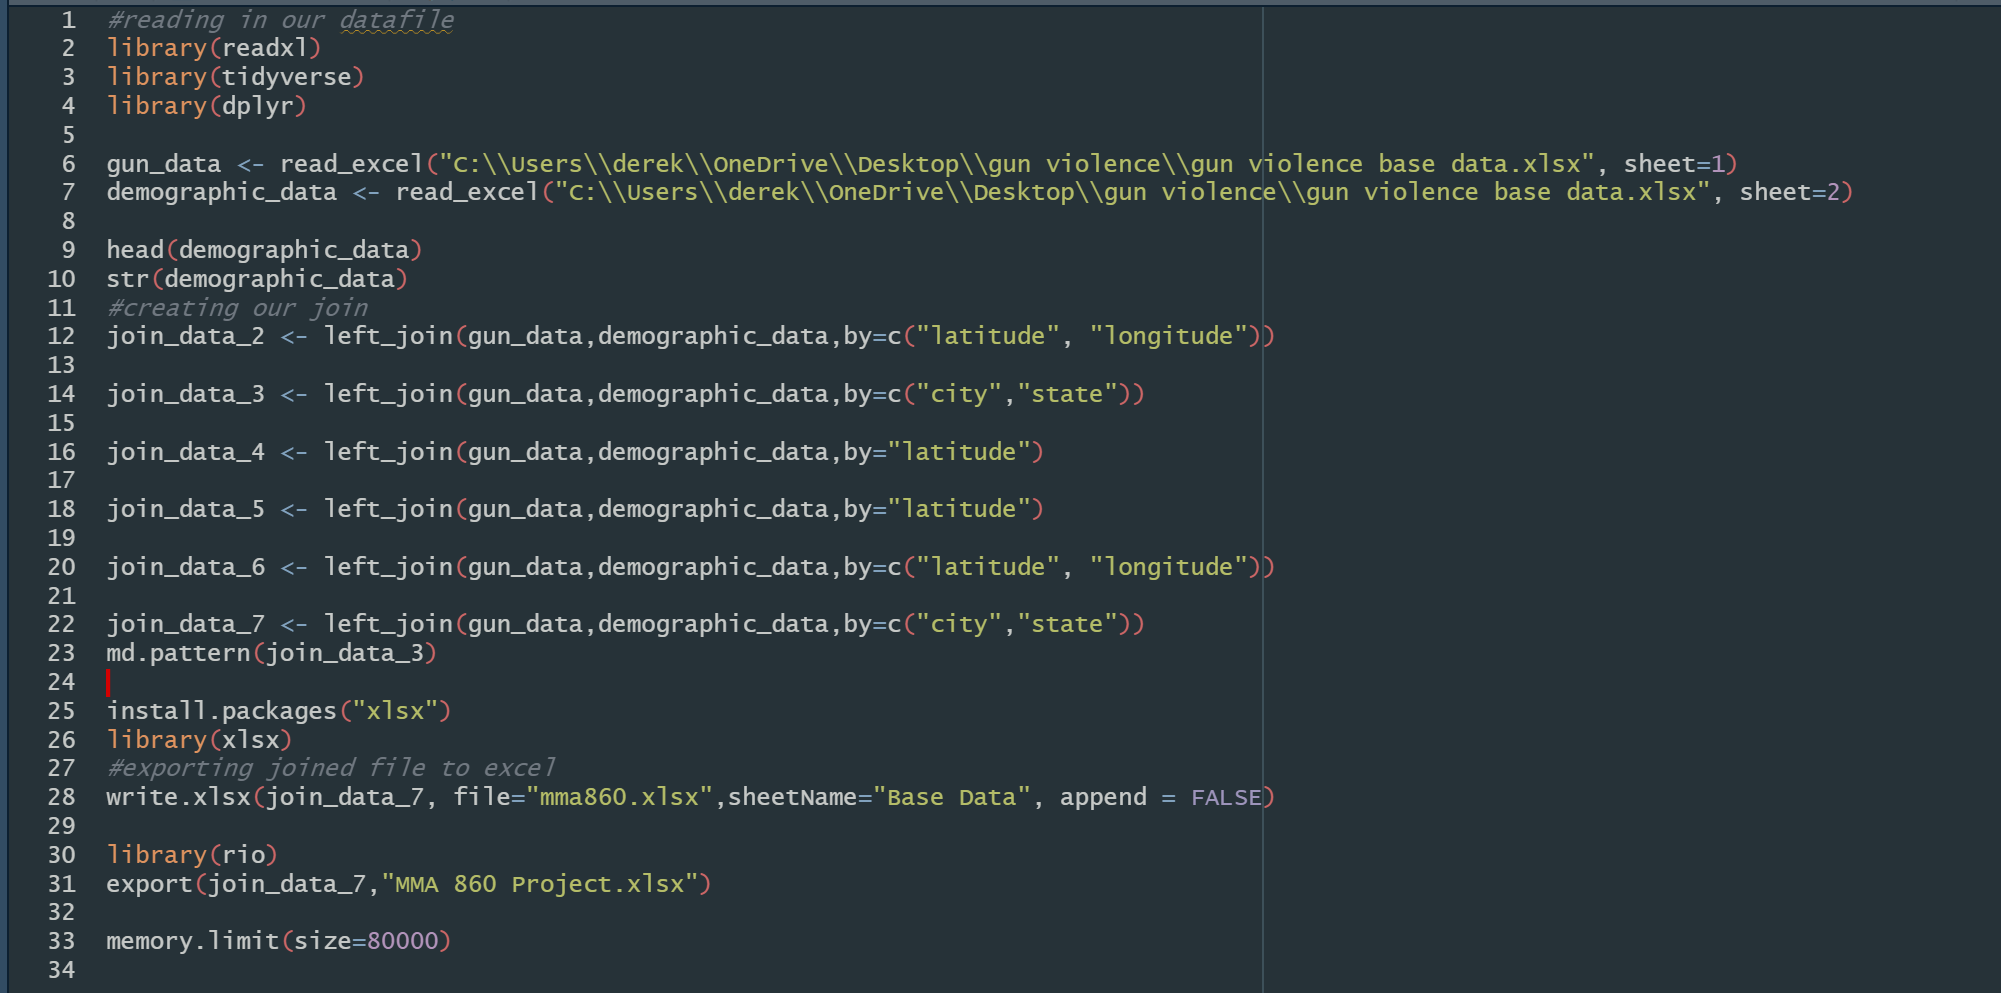 1 #reading in our datafile
2 library(readxl)
3 library(tidyverse)
4 library(dplyr)
5
6 gun_data <- read_excel("C:\\Users\\derek\\OneDrive\\Desktop\\gun violence\\gun violence base data.xlsx", sheet=1)
7 demographic_data <- read_excel("C:\\Users\\derek\\OneDrive\\Desktop\\gun violence\\gun violence base data.xlsx", sheet=2)
8
9 head(demographic_data)
10 str(demographic_data)
11 #creating our join
12 join_data_2 <- left_join(gun_data,demographic_data,by=c("latitude", "longitude"))
13
14 join_data_3 <- left_join(gun_data,demographic_data,by=c("city","state"))
15
16 join_data_4 <- left_join(gun_data,demographic_data,by="latitude")
17
18 join_data_5 <- left_join(gun_data,demographic_data,by="latitude")
19
20 join_data_6 <- left_join(gun_data,demographic_data,by=c("latitude", "longitude"))
21
22 join_data_7 <- left_join(gun_data,demographic_data,by=c("city","state"))
23 md.pattern(join_data_3)
24
25 install.packages("xlsx")
26 library(xlsx)
27 #exporting joined file to excel
28 write.xlsx(join_data_7, file="mma860.xlsx",sheetName="Base Data", append = FALSE)
29
30 library(rio)
31 export(join_data_7,"MMA 860 Project.xlsx")
32
33 memory.limit(size=80000)
34